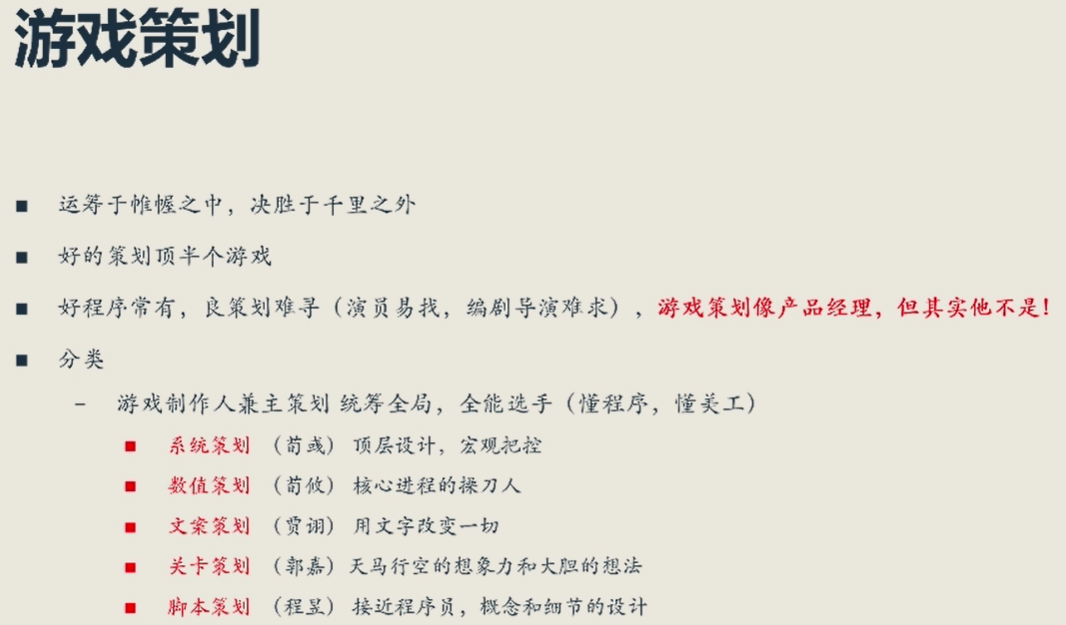 游戏策划
■ 运筹于帷幄之中，决胜于千里之外
■ 好的策划顶半个游戏
■ 好程序常有，良策划难寻（演员易找，编剧导演难求），游戏策划像产品经理，但其实他不是！
■ 分类
– 游戏制作人兼主策划 统筹全局，全能选手（懂程序，懂美工）
■ 系统策划 （荀彧） 顶层设计，宏观把控
■ 数值策划 （荀攸） 核心进程的操刀人
■ 文案策划 （贾诩） 用文字改变一切
■ 关卡策划 （郭嘉）天马行空的想象力和大胆的想法
■ 脚本策划 （程昱） 接近程序员，概念和细节的设计